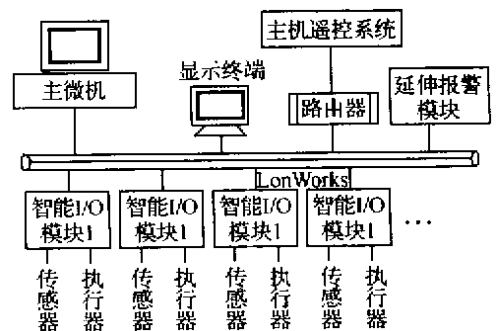 主机遥控系统
显示终端
主微机
路由器
延伸报警
模块
LonWorks
智能I/O
模块1
智能I/O
模块1
智能I/O
模块1
智能I/O
模块1
…
传感器
执行器
传感器
执行器
传感器
执行器
传感器
执行器